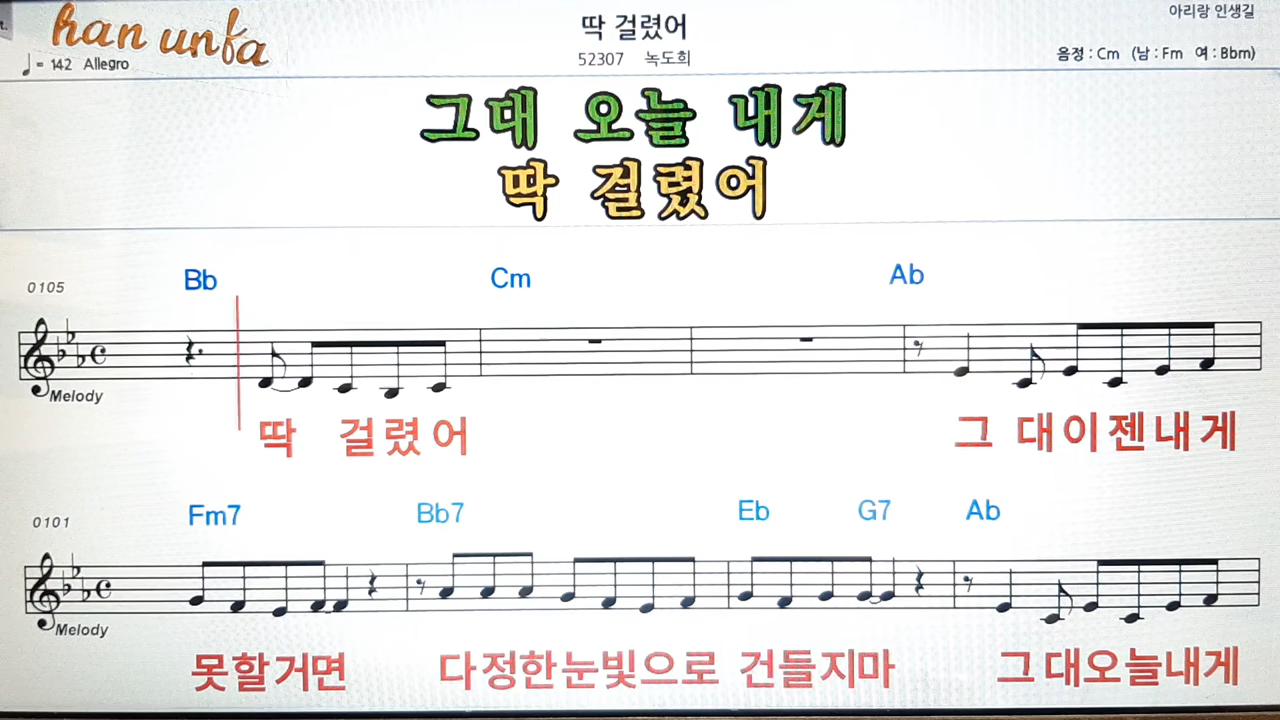 t.
han unfa
딱 걸렸어
아리랑 인생길
♩ = 142 Allegro
52307 녹도희
음정 : Cm (남 : Fm 여 : Bbm)
그대 오늘 내게
딱 걸렸어
0105
Bb Cm Ab
Melody
딱 걸렸어 그 대이젠내게
0101
Fm7 Bb7 Eb G7 Ab
Melody
못할거면 다정한눈빛으로 건들지마 그대오늘내게